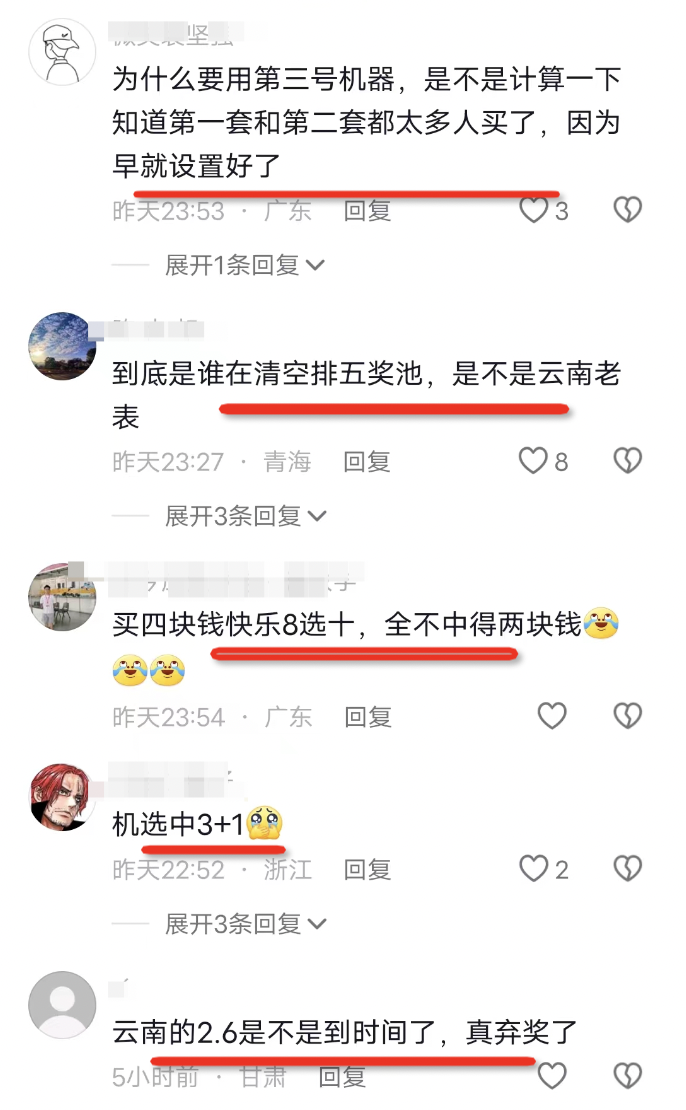 为什么要用第三号机器，是不是计算一下
知道第一套和第二套都太多人买了，因为
早就设置好了
昨天23:53 · 广东 回复 3
展开1条回复
到底是谁在清空排五奖池，是不是云南老
表
昨天23:27 · 青海 回复 8
展开3条回复
买四块钱快乐8选十，全不中得两块钱😂
😂😂
昨天23:54 · 广东 回复
机选中3+1🥹
昨天22:52 · 浙江 回复 2
展开3条回复
云南的2.6是不是到时间了，真弃奖了
5小时前 · 甘肃 回复